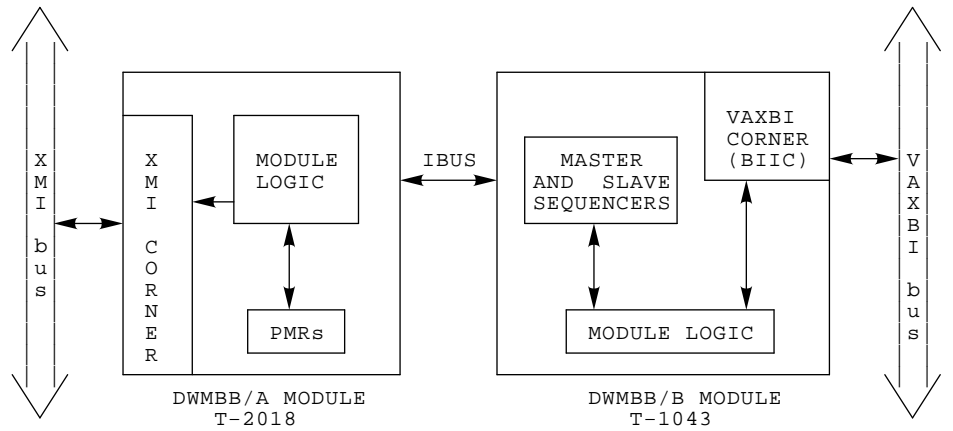 XMI bus
XMI CORNER
MODULE
LOGIC
PMRs
DWMBB/A MODULE
T-2018
IBUS
MASTER
AND SLAVE
SEQUENCERS
VAXBI
CORNER
(BIIC)
MODULE LOGIC
DWMBB/B MODULE
T-1043
VAXBI bus